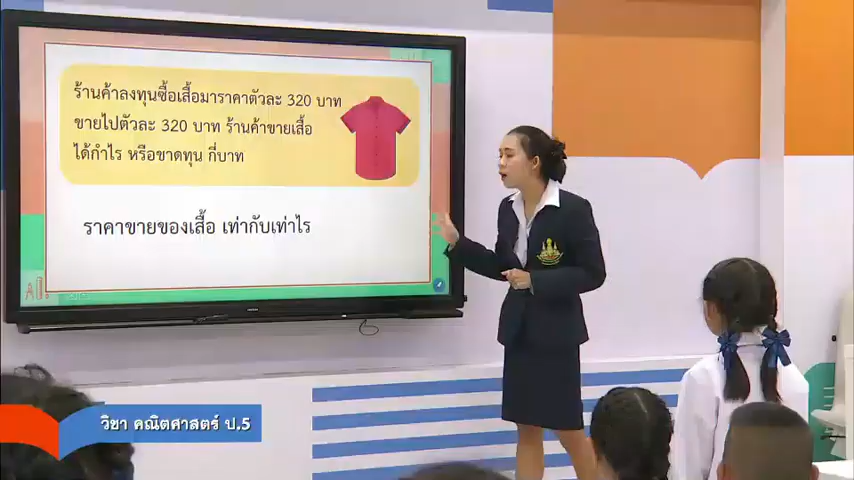 ร้านค้าลงทุนซื้อเสื้อมาราคาตัวละ 320 บาท
ขายไปตัวละ 320 บาท ร้านค้าขายเสื้อ
ได้กำไร หรือขาดทุน กี่บาท
ราคาขายของเสื้อ เท่ากับเท่าไร
วิชา คณิตศาสตร์ ป.5